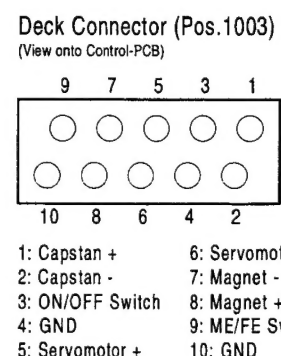 Deck Connector (Pos.1003)
(View onto Control-PCB)
9 7 5 3 1
10 8 6 4 2
1: Capstan +
2: Capstan -
3: ON/OFF Switch
4: GND
5: Servomotor +
6:
7: Magnet -
8: Magnet +
9: ME/FE
10: GND